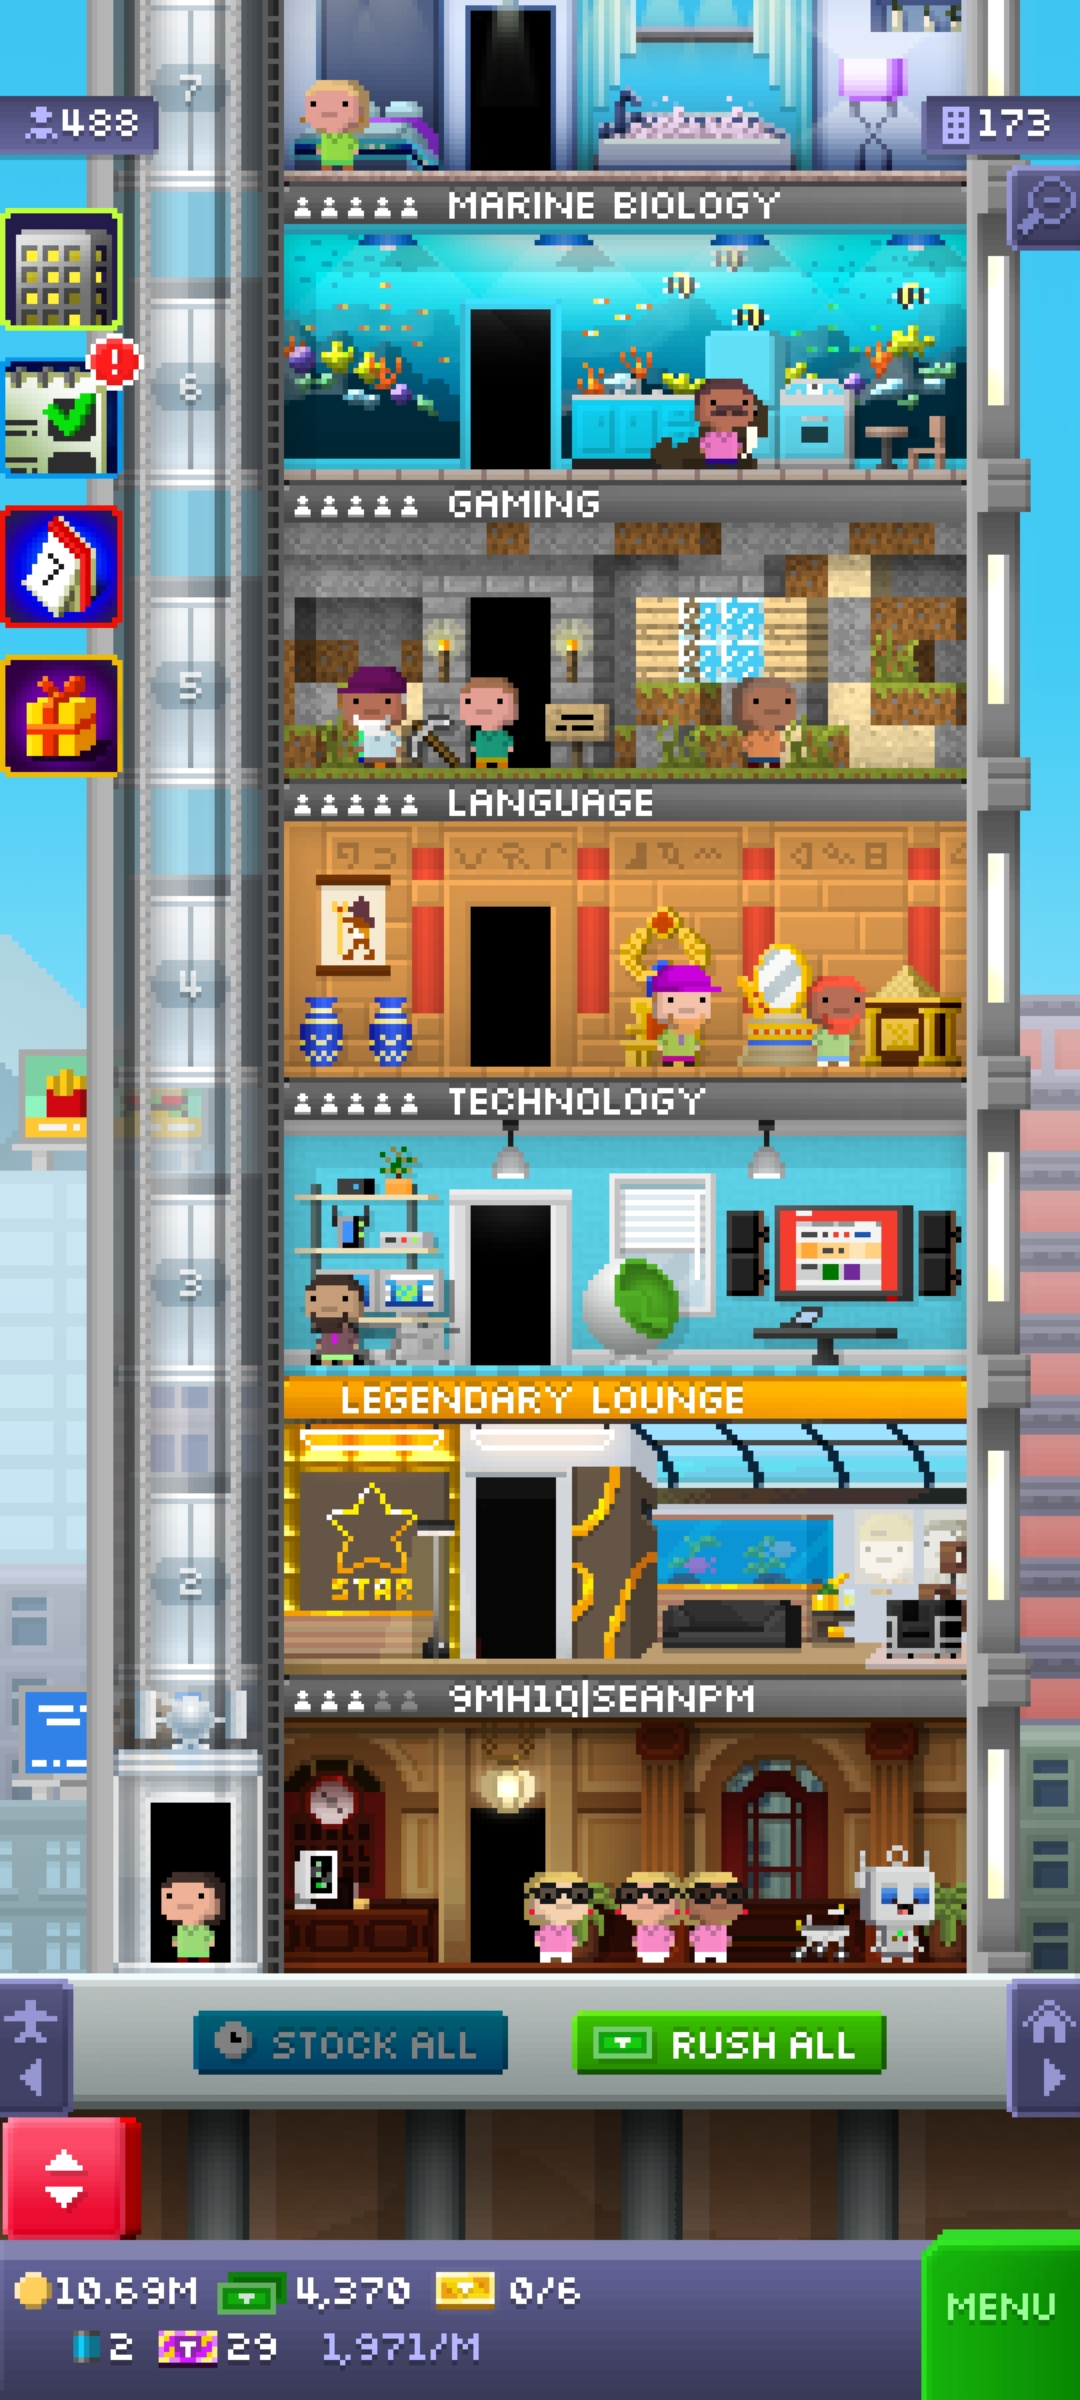 7
488
173
MARINE BIOLOGY
6
GAMING
7
5
LANGUAGE
4
TECHNOLOGY
3
LEGENDARY LOUNGE
STAR
2
9MH1Q|SEANPM
STOCK ALL
RUSH ALL
10.69M
4,370
0/6
MENU
2
29
1,971/M